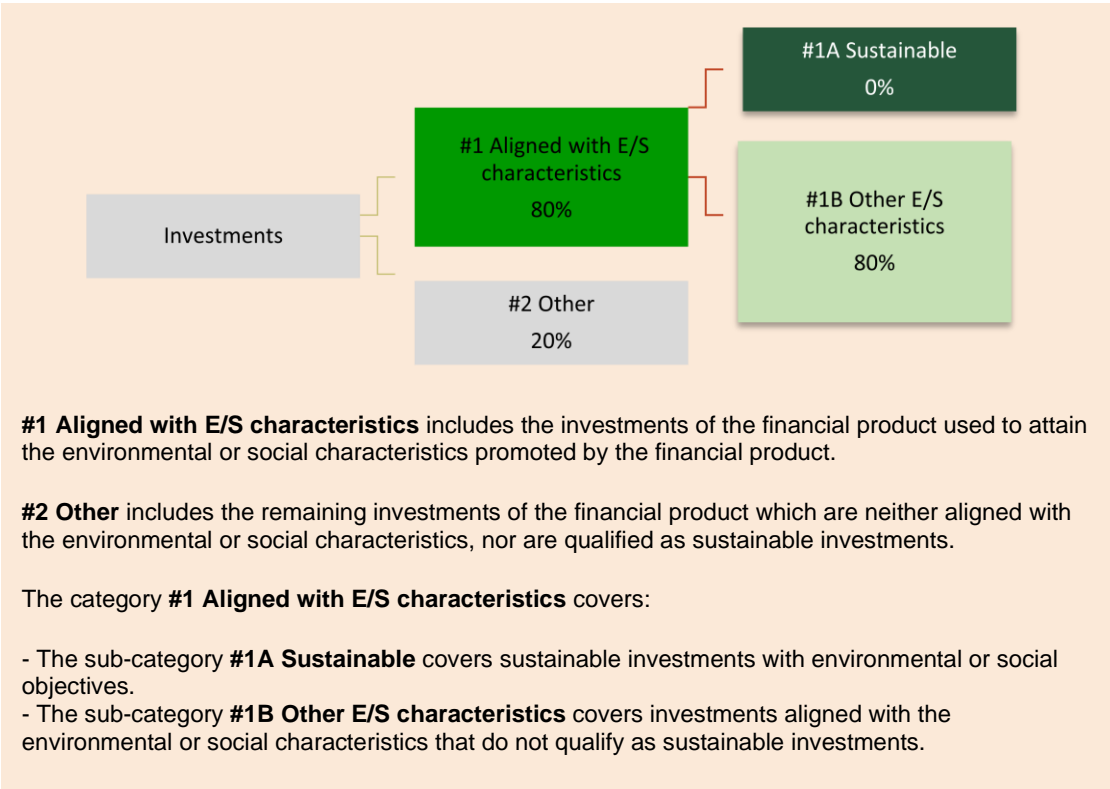 #1A Sustainable
0%
#1 Aligned with E/S
characteristics
80%
#1B Other E/S
characteristics
80%
Investments
#2 Other
20%
#1 Aligned with E/S characteristics includes the investments of the financial product used to attain
the environmental or social characteristics promoted by the financial product.
#2 Other includes the remaining investments of the financial product which are neither aligned with
the environmental or social characteristics, nor are qualified as sustainable investments.
The category #1 Aligned with E/S characteristics covers:
- The sub-category #1A Sustainable covers sustainable investments with environmental or social
objectives.
- The sub-category #1B Other E/S characteristics covers investments aligned with the
environmental or social characteristics that do not qualify as sustainable investments.